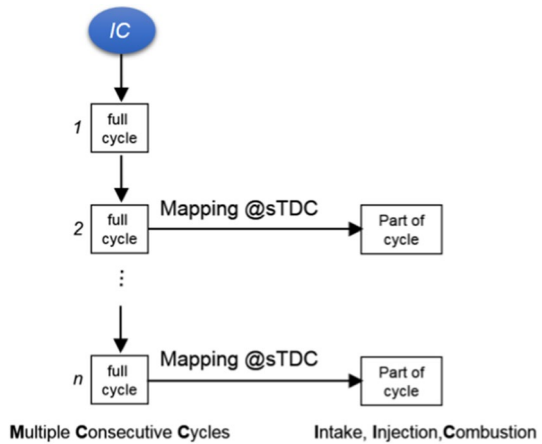 IC
1
full
cycle
Mapping @sTDC
2
full
cycle
Part of
cycle
⋮
Mapping @sTDC
n
full
cycle
Part of
cycle
Multiple Consecutive Cycles
Intake, Injection,Combustion